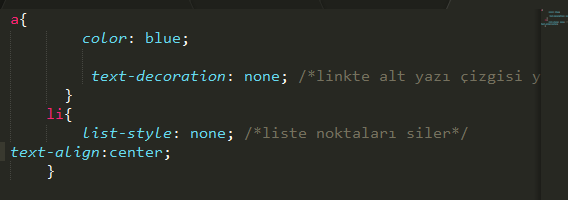 a{
color: blue;
text-decoration: none; /*linkte alt yazı çizgisi y
}
li{
list-style: none; /*liste noktaları siler*/
text-align:center;
}